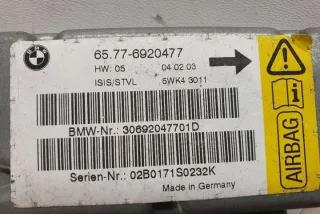 BMW
65.77-6920477
HW: 05 04 02 03
ISIS/STVL 5WK4 3011
BMW-Nr.: 30692047701D
Serien-Nr.: 02B0171S0232K
Made in Germany
AIRBAG